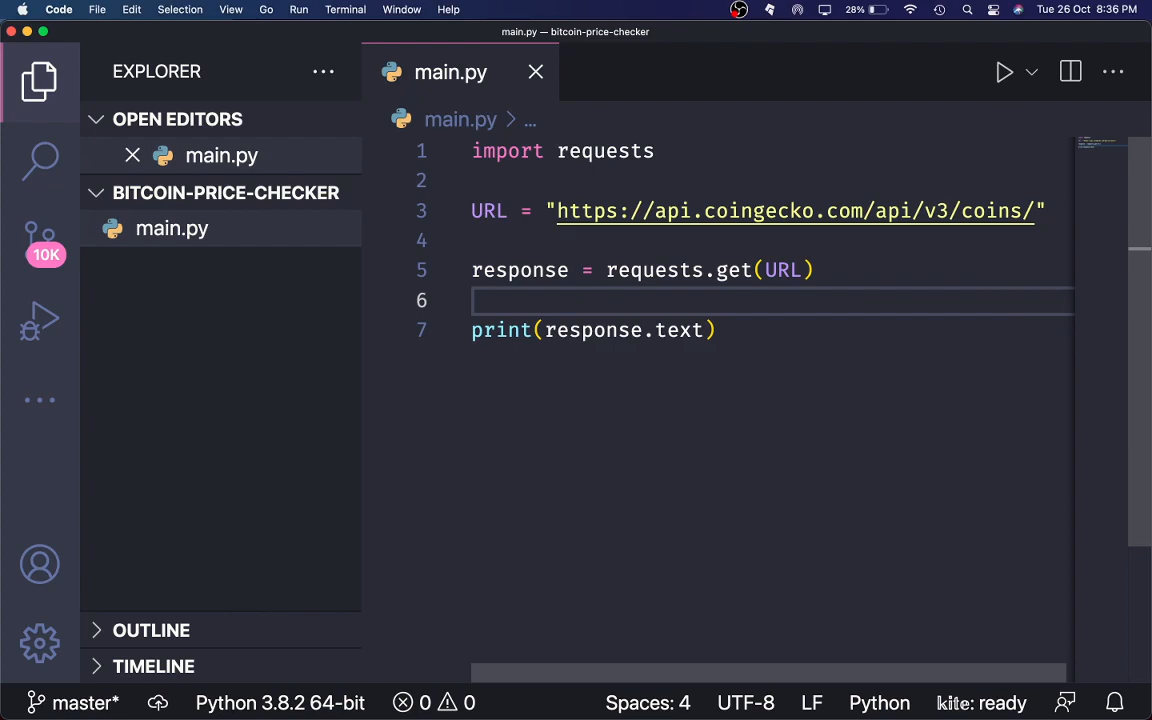 Code File Edit Selection View Go Run Terminal Window Help 28% Tue 26 Oct 8:36 PM
main.py — bitcoin-price-checker
EXPLORER ···
main.py
OPEN EDITORS
main.py
BITCOIN-PRICE-CHECKER
main.py
main.py > ...
1 import requests
2
3 URL = "https://api.coingecko.com/api/v3/coins/"
4
5 response = requests.get(URL)
6
7 print(response.text)
10K
OUTLINE
TIMELINE
master* Python 3.8.2 64-bit 0 0 Spaces: 4 UTF-8 LF Python kite: ready